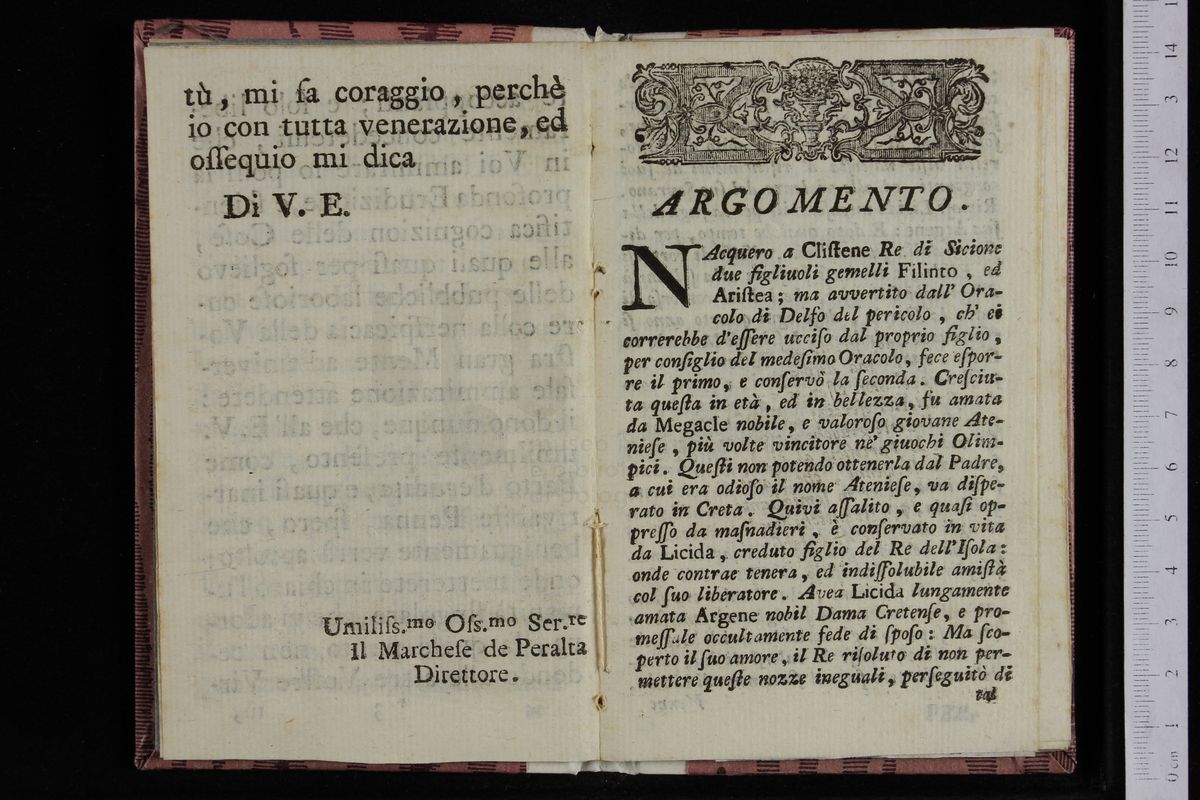 tù, mi fa coraggio, perchè
io con tutta venerazione, ed
oſſequio mi dica
Di V. E.
Umiliſs.mo Oſs.mo Ser.re
Il Marcheſe de Peralta
Direttore.
ARGOMENTO.
NAcquero a Cliſtene Re di Sicione
due figliuoli gemelli Filinto, ed
Ariſtea; ma avvertito dall' Ora-
colo di Delfo del pericolo, ch' ei
correrebbe d'eſſere ucciſo dal proprio figlio,
per conſiglio del medeſimo Oracolo, fece eſpor-
re il primo, e conſervò la ſeconda. Creſciu-
ta queſta in età, ed in bellezza, fu amata
da Megacle nobile, e valoroſo giovane Ate-
nieſe, più volte vincitore ne' giuochi Olim-
pici. Queſti non potendo ottenerla dal Padre,
a cui era odioſo il nome Atenieſe, va diſpe-
rato in Creta. Quivi aſſalito, e quaſi op-
preſſo da maſnadieri, è conſervato in vita
da Licida, creduto figlio del Re dell'Iſola:
onde contrae tenera, ed indiſſolubile amiſtà
col ſuo liberatore. Avea Licida lungamente
amata Argene nobil Dama Cretenſe, e pro-
meſſale occultamente fede di ſpoſo: Ma ſco-
perto il ſuo amore, il Re riſoluto di non per-
mettere queſte nozze ineguali, perſeguitò di
tal